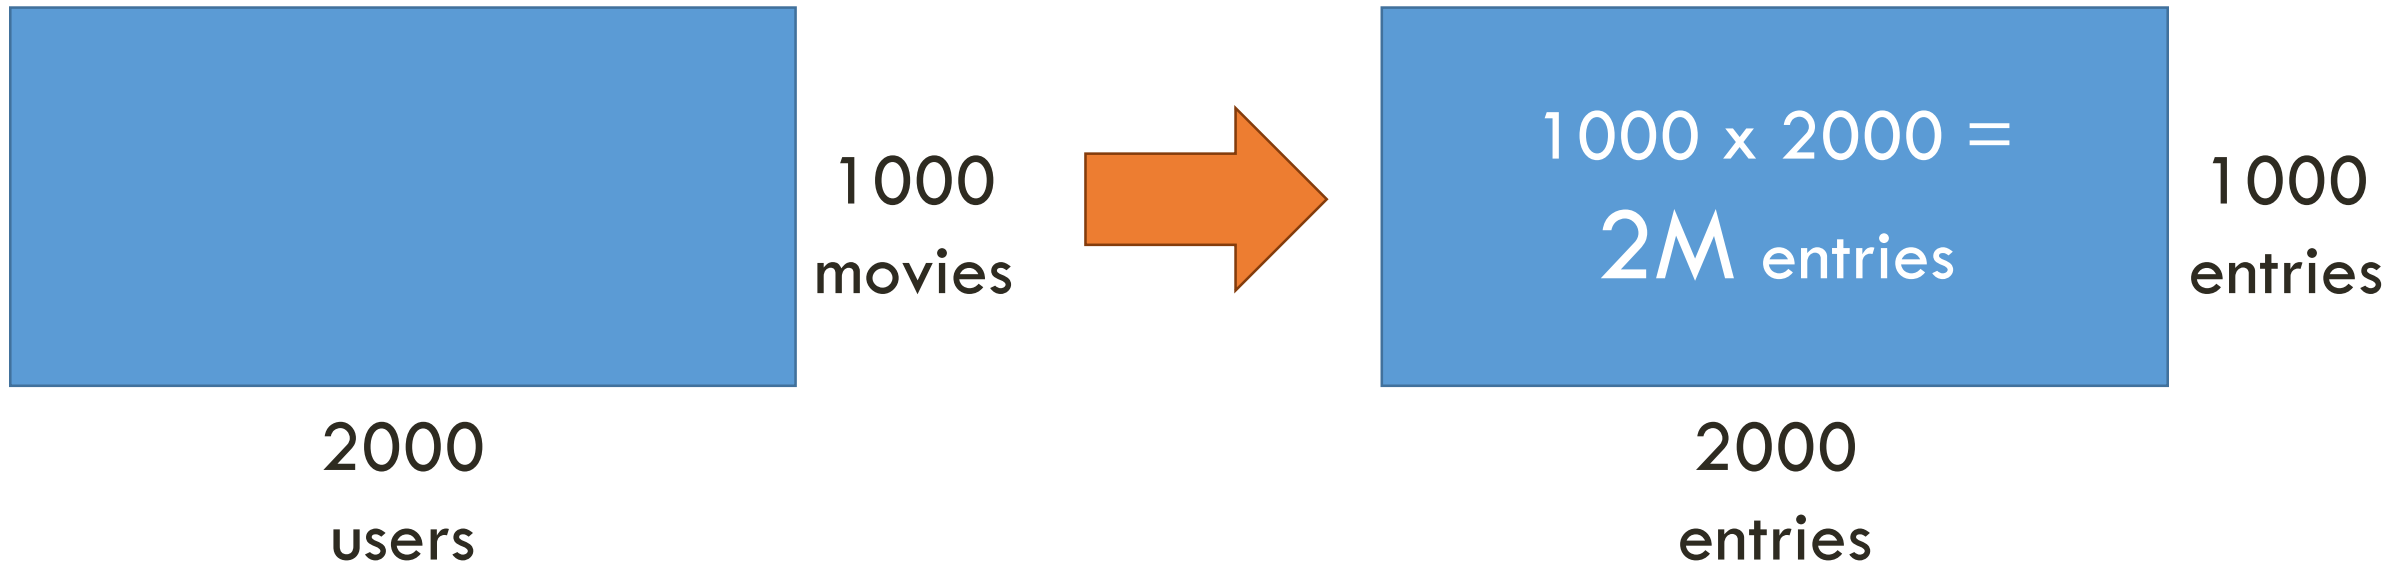 1000
movies
2000
users
1000 x 2000 =
2M entries
1000
entries
2000
entries